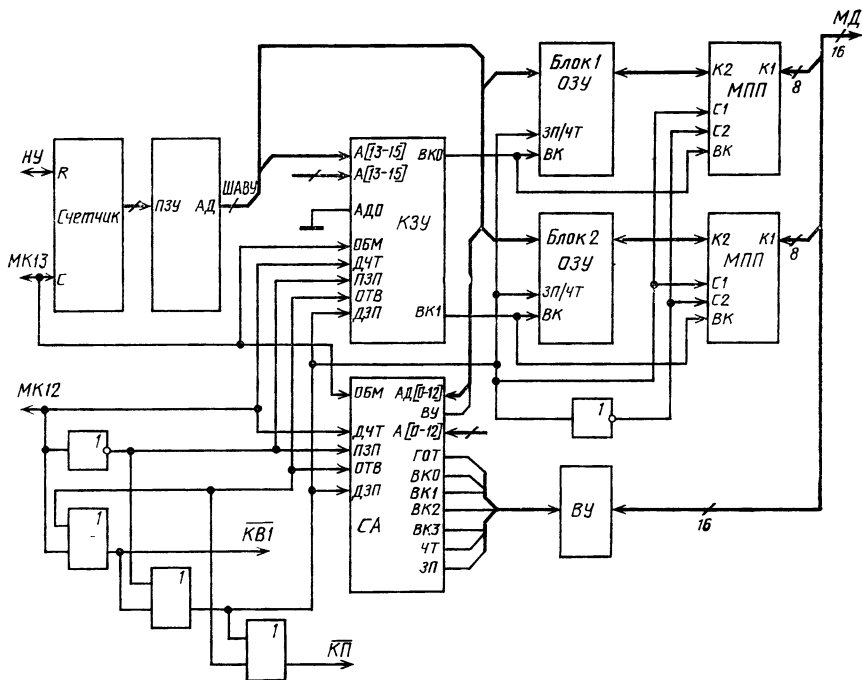 МД
16
Блок 1
ОЗУ
ЗП/ЧТ
ВК
К2
К1
МПП
8
С1
С2
ВК
НУ
R
Счетчик
МК13
С
ПЗУ
АД
ШАВУ
А[13-15]
А[13-15]
АДО
КЗУ
ОБМ
ДЧТ
ПЗП
ОТВ
ДЗП
ВК0
ВК1
Блок 2
ОЗУ
ЗП/ЧТ
ВК
К2
К1
МПП
8
С1
С2
ВК
МК12
ОБМ
ДЧТ
ПЗП
ОТВ
ДЗП
СА
АД[0-12]
ВУ
А[0-12]
ГОТ
ВК0
ВК1
ВК2
ВК3
ЧТ
ЗП
1
ВУ
16
1
1
КВ1
1
1
КП